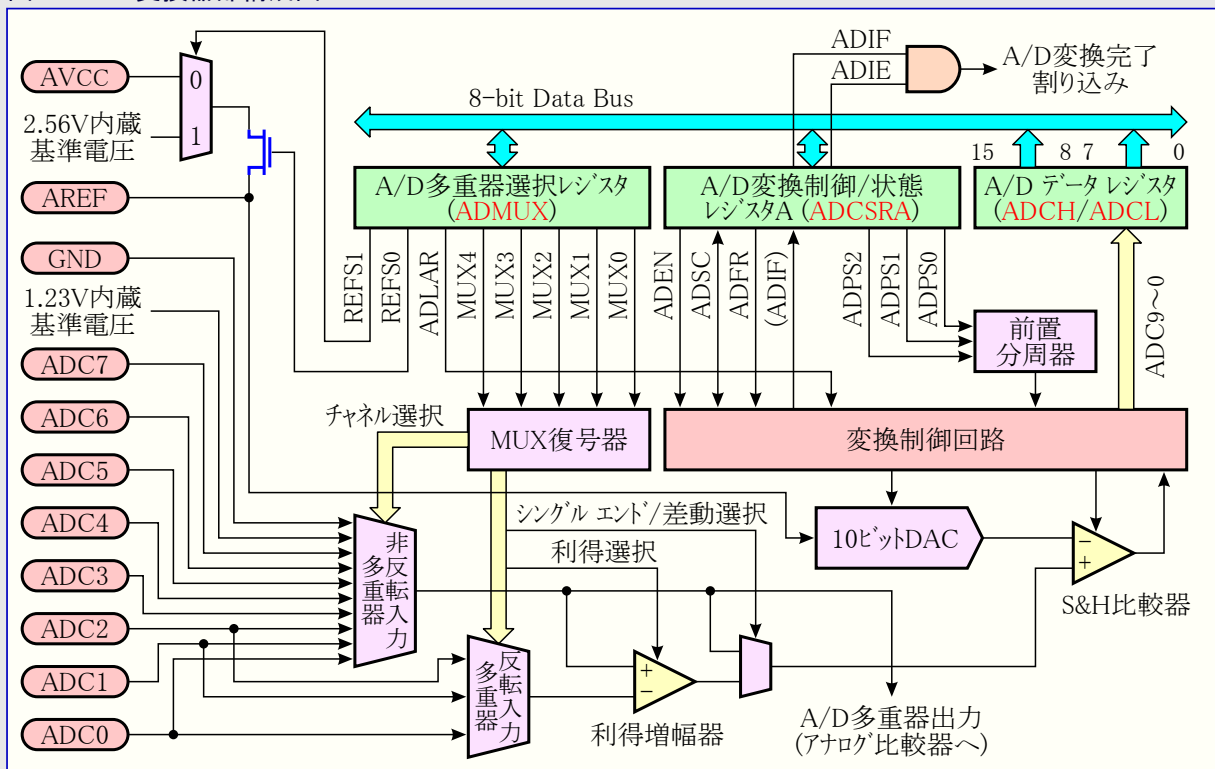 AVCC
2.56V内蔵
基準電圧
AREF
GND
1.23V内蔵
基準電圧
ADC7
ADC6
ADC5
ADC4
ADC3
ADC2
ADC1
ADC0
0
1
8-bit Data Bus
ADIF
ADIE
A/D変換完了
割り込み
15
8
7
0
A/D多重器選択レジスタ
(ADMUX)
A/D変換制御/状態
レジスタA (ADCSRA)
A/D データ レジスタ
(ADCH/ADCL)
REFS1
REFS0
ADLAR
MUX4
MUX3
MUX2
MUX1
MUX0
ADEN
ADSC
ADFR
(ADIF)
ADPS2
ADPS1
ADPS0
ADC9～0
前置
分周器
チャネル選択
MUX復号器
変換制御回路
シングル エンド/差動選択
利得選択
10ビットDAC
－
＋
S&H比較器
非反転入力
多重器
反転入力
多重器
＋
－
利得増幅器
A/D多重器出力
(アナログ比較器へ)